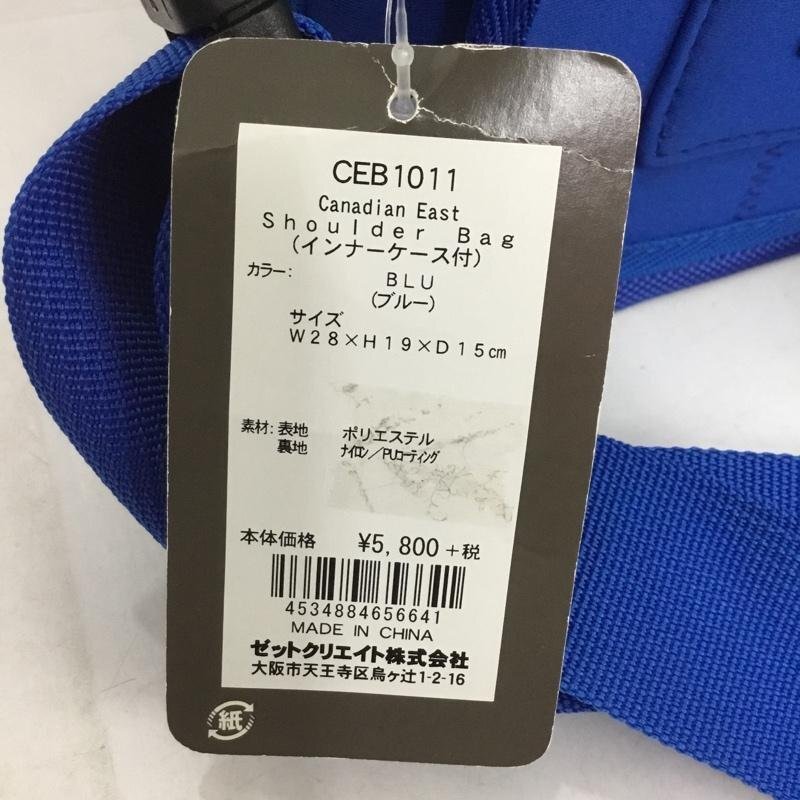 CEB1011
Canadian East
Shoulder Bag
(インナーケース付)
カラー: BLU
(ブルー)
サイズ
W28×H19×D15cm
素材: 表地 ポリエステル
裏地 ナイロン/PUコーティング
本体価格 ¥5,800+税
4534884656641
MADE IN CHINA
ゼットクリエイト株式会社
大阪市天王寺区烏ヶ辻1-2-16
紙